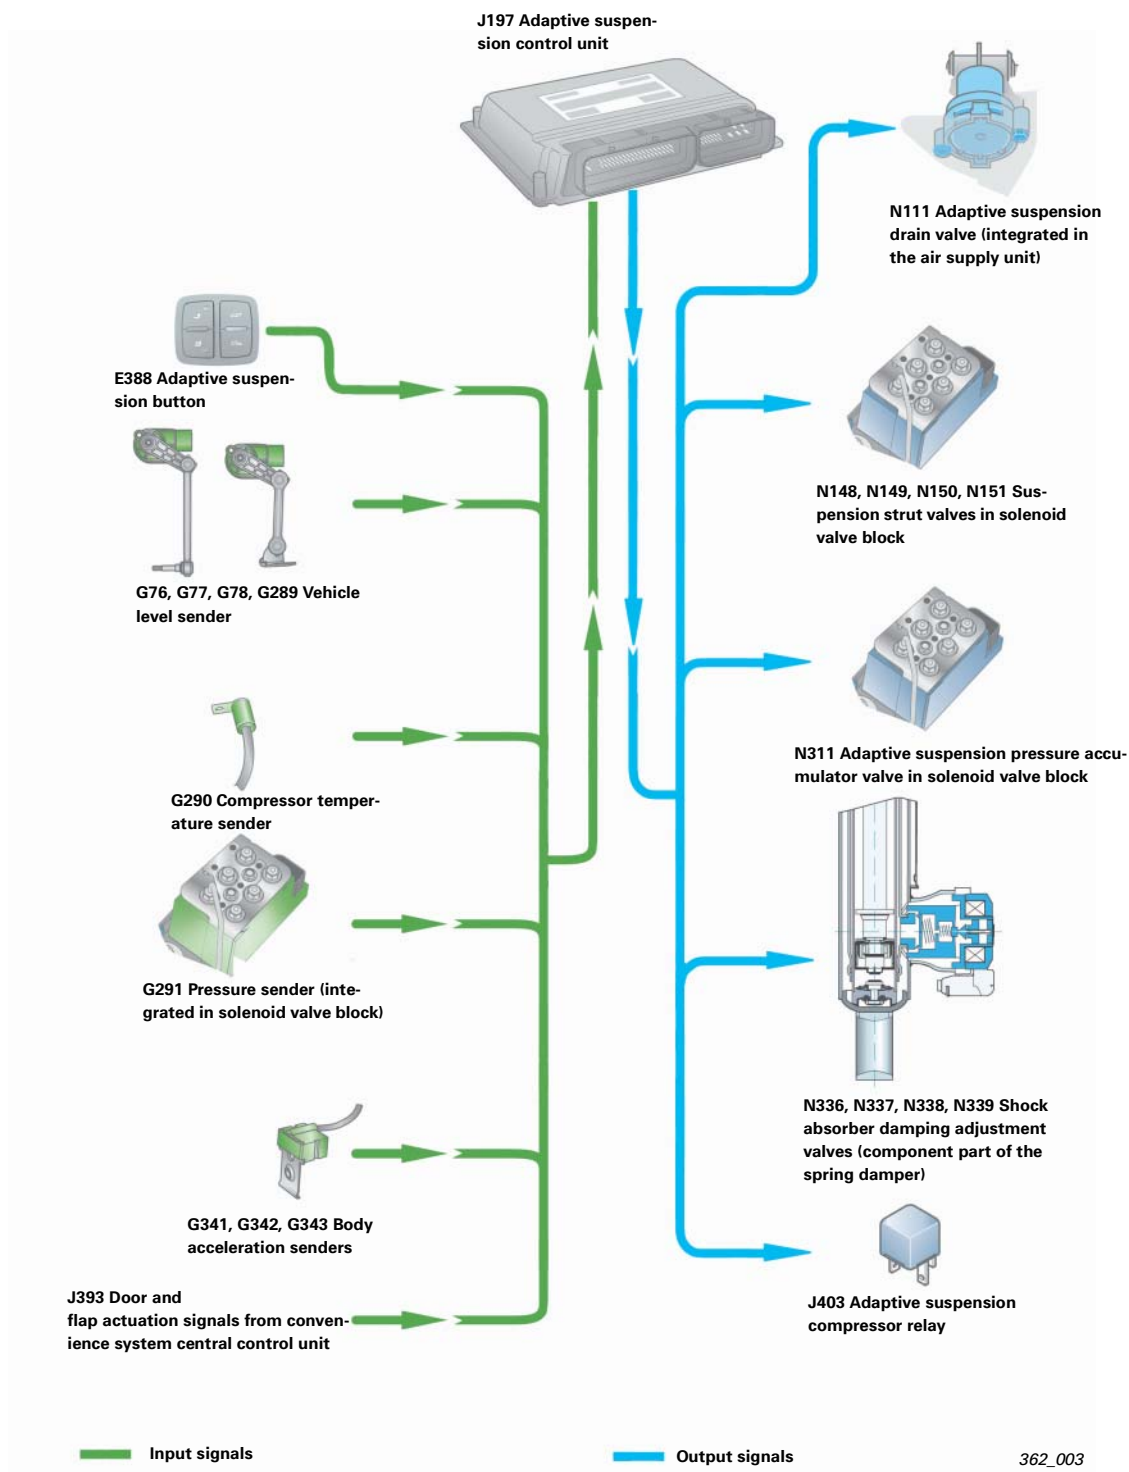 J197 Adaptive suspen-
sion control unit
N111 Adaptive suspension
drain valve (integrated in
the air supply unit)
E388 Adaptive suspen-
sion button
N148, N149, N150, N151 Sus-
pension strut valves in solenoid
valve block
G76, G77, G78, G289 Vehicle
level sender
N311 Adaptive suspension pressure accu-
mulator valve in solenoid valve block
G290 Compressor temper-
ature sender
G291 Pressure sender (inte-
grated in solenoid valve block)
N336, N337, N338, N339 Shock
absorber damping adjustment
valves (component part of the
spring damper)
G341, G342, G343 Body
acceleration senders
J393 Door and
flap actuation signals from conven-
ience system central control unit
J403 Adaptive suspension
compressor relay
Input signals
Output signals
362_003